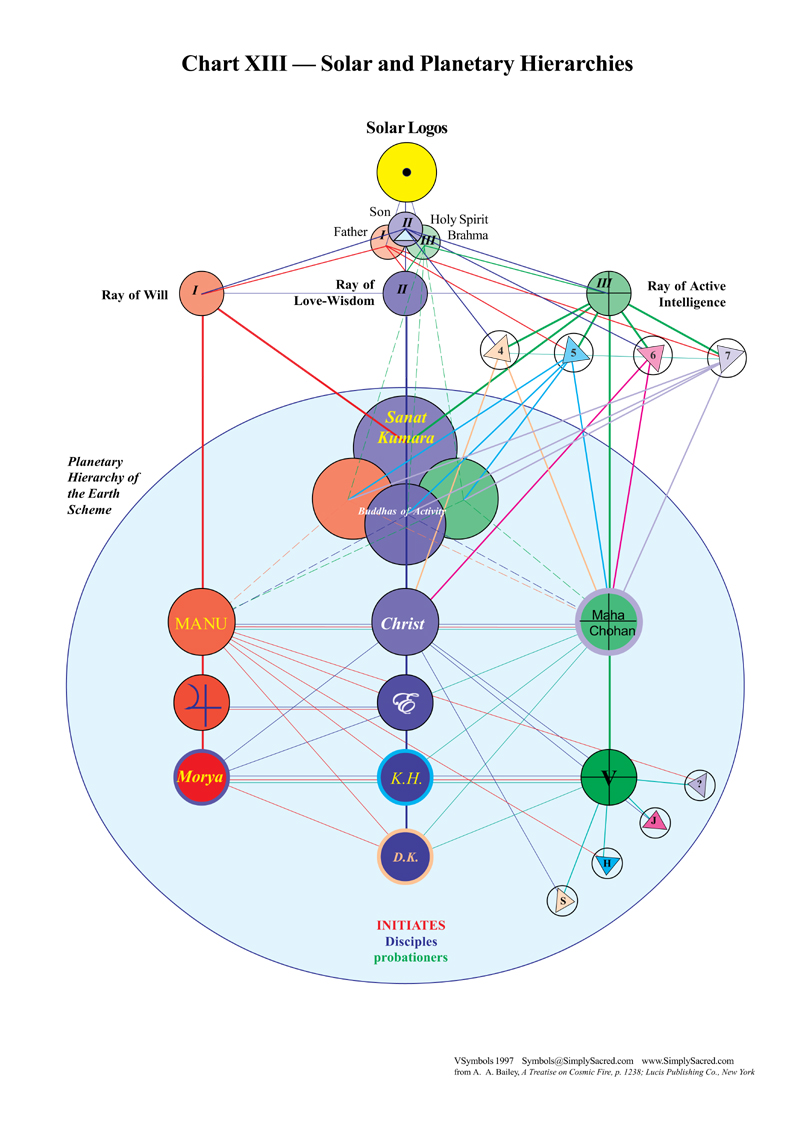 Chart XIII — Solar and Planetary Hierarchies
Solar Logos
Son
Father
Holy Spirit
Brahma
I
II
III
Ray of Will
I
Ray of
Love-Wisdom
II
III
Ray of Active
Intelligence
4
5
6
7
Planetary
Hierarchy of
the Earth
Scheme
Sanat
Kumara
Buddhas of Activity
MANU
Christ
Maha
Chohan
E
Morya
K.H.
V
?
J
H
D.K.
S
INITIATES
Disciples
probationers
VSymbols 1997 Symbols@SimplySacred.com www.SimplySacred.com
from A. A. Bailey, A Treatise on Cosmic Fire, p. 1238; Lucis Publishing Co., New York